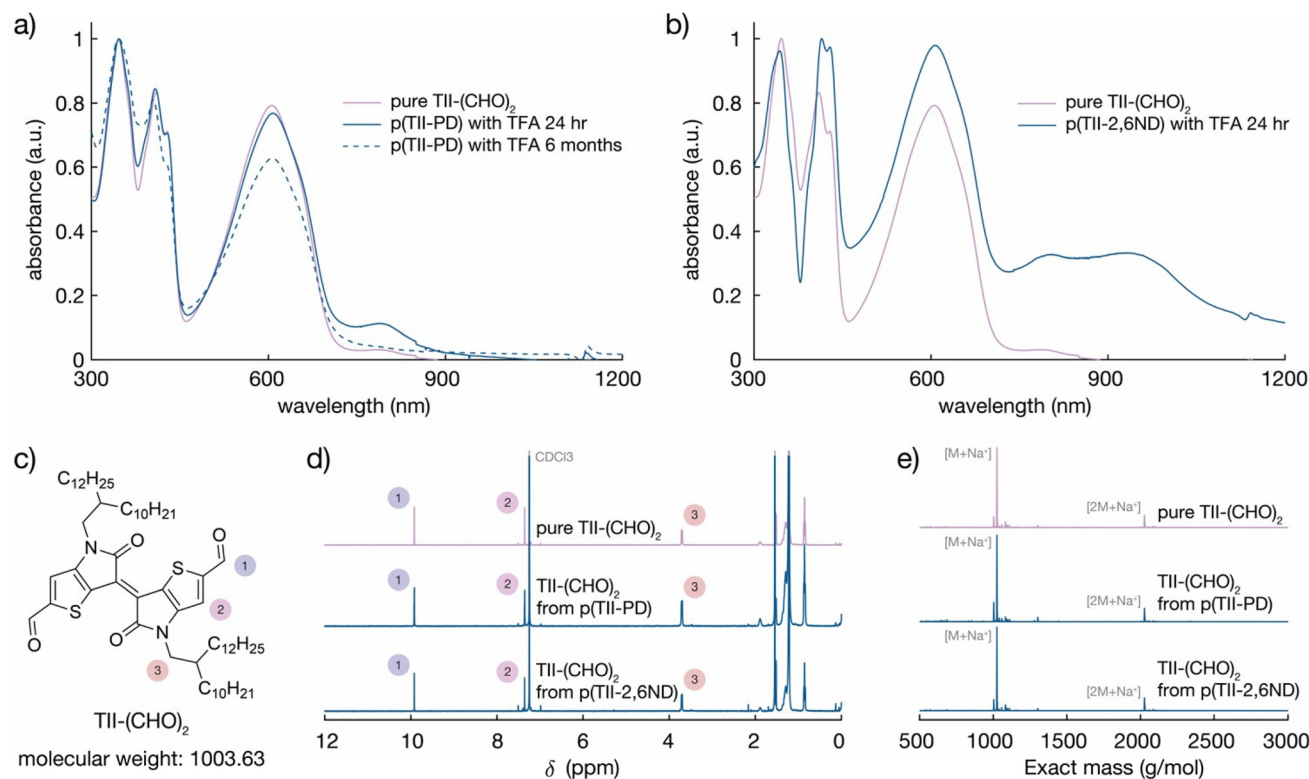 a)
absorbance (a.u.)
1
0.8
0.6
0.4
0.2
0
300
600
900
1200
wavelength (nm)
pure TII-(CHO)₂
p(TII-PD) with TFA 24 hr
p(TII-PD) with TFA 6 months
b)
absorbance (a.u.)
1
0.8
0.6
0.4
0.2
0
300
600
900
1200
wavelength (nm)
pure TII-(CHO)₂
p(TII-2,6ND) with TFA 24 hr
c)
C₁₂H₂₅
C₁₀H₂₁
N
O
S
O
1
2
S
O
O
N
C₁₂H₂₅
3
C₁₀H₂₁
TII-(CHO)₂
molecular weight: 1003.63
d)
CDCl3
1
2
3
pure TII-(CHO)₂
1
2
3
TII-(CHO)₂
from p(TII-PD)
1
2
3
TII-(CHO)₂
from p(TII-2,6ND)
12
10
8
6
4
2
0
δ (ppm)
e)
[M+Na⁺]
[2M+Na⁺]
pure TII-(CHO)₂
[M+Na⁺]
[2M+Na⁺]
TII-(CHO)₂
from p(TII-PD)
[M+Na⁺]
[2M+Na⁺]
TII-(CHO)₂
from p(TII-2,6ND)
500
1000
1500
2000
2500
3000
Exact mass (g/mol)